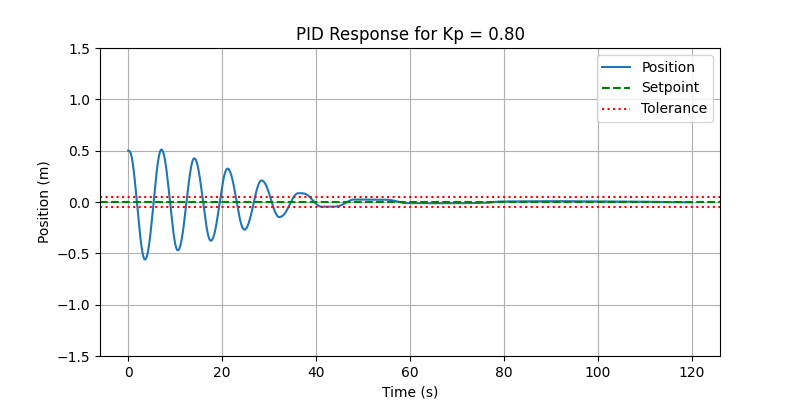 PID Response for Kp = 0.80
Position
Setpoint
Tolerance
Position (m)
1.5
1.0
0.5
0.0
−0.5
−1.0
−1.5
0 20 40 60 80 100 120
Time (s)